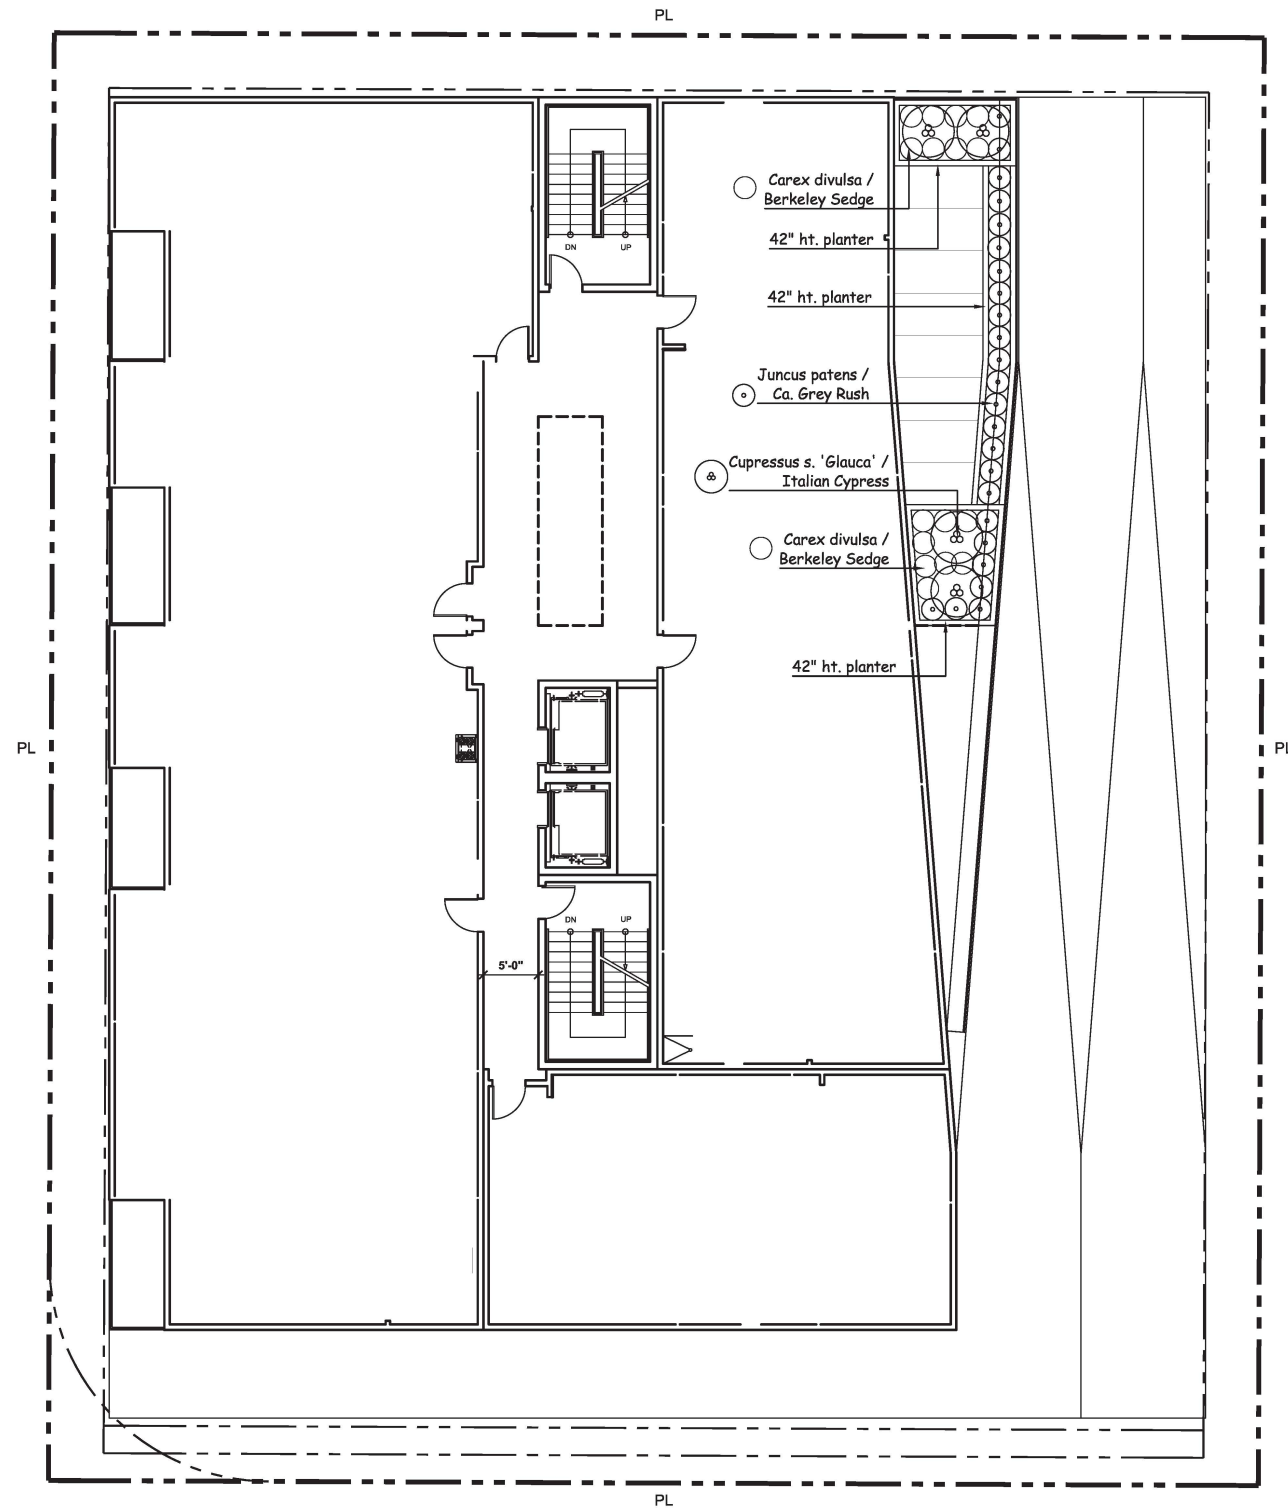 PL
Carex divulsa /
Berkeley Sedge
DN
UP
42" ht. planter
42" ht. planter
Juncus patens /
Ca. Grey Rush
Cupressus s. 'Glauca' /
Italian Cypress
Carex divulsa /
Berkeley Sedge
42" ht. planter
PL
PL
DN
UP
5'-0"
PL